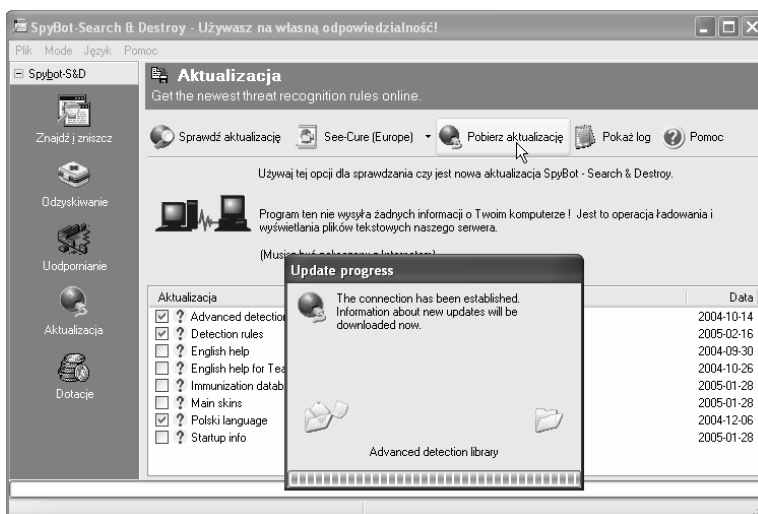 SpyBot-Search & Destroy - Używasz na własną odpowiedzialność!
Plik Mode Język Pomoc
Spybot-S&D
Aktualizacja
Get the newest threat recognition rules online.
Znajdź i zniszcz
Sprawdź aktualizację See-Cure (Europe) Pobierz aktualizację Pokaż log Pomoc
Używaj tej opcji dla sprawdzania czy jest nowa aktualizacja SpyBot - Search & Destroy.
Odzyskiwanie
Program ten nie wysyła żadnych informacji o Twoim komputerze ! Jest to operacja ładowania i
wyświetlania plików tekstowych naszego serwera.
Uodpornianie
Update progress
The connection has been established.
Information about new updates will be
downloaded now.
Advanced detection library
Aktualizacja
Dotacje
Aktualizacja Data
Advanced detection 2004-10-14
Detection rules 2005-02-16
English help 2004-09-30
English help for Tea 2004-10-26
Immunization datab 2005-01-28
Main skins 2005-01-28
Polski language 2004-12-06
Startup info 2005-01-28